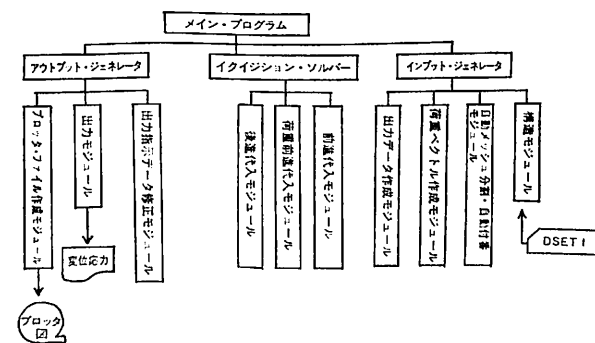 メイン・プログラム
アウトプット・ジェネレータ
イクイジション・ソルバー
インプット・ジェネレータ
プロッタ・ファイル作成モジュール
出力モジュール
出力指示データ修正モジュール
後進代入モジュール
荷重前進代入モジュール
前進代入モジュール
出力データ作成モジュール
荷重ベクトル作成モジュール
自動メッシュ分割・自動付番
モジュール
構造モジュール
変位応力
DSET I
プロッタ
図